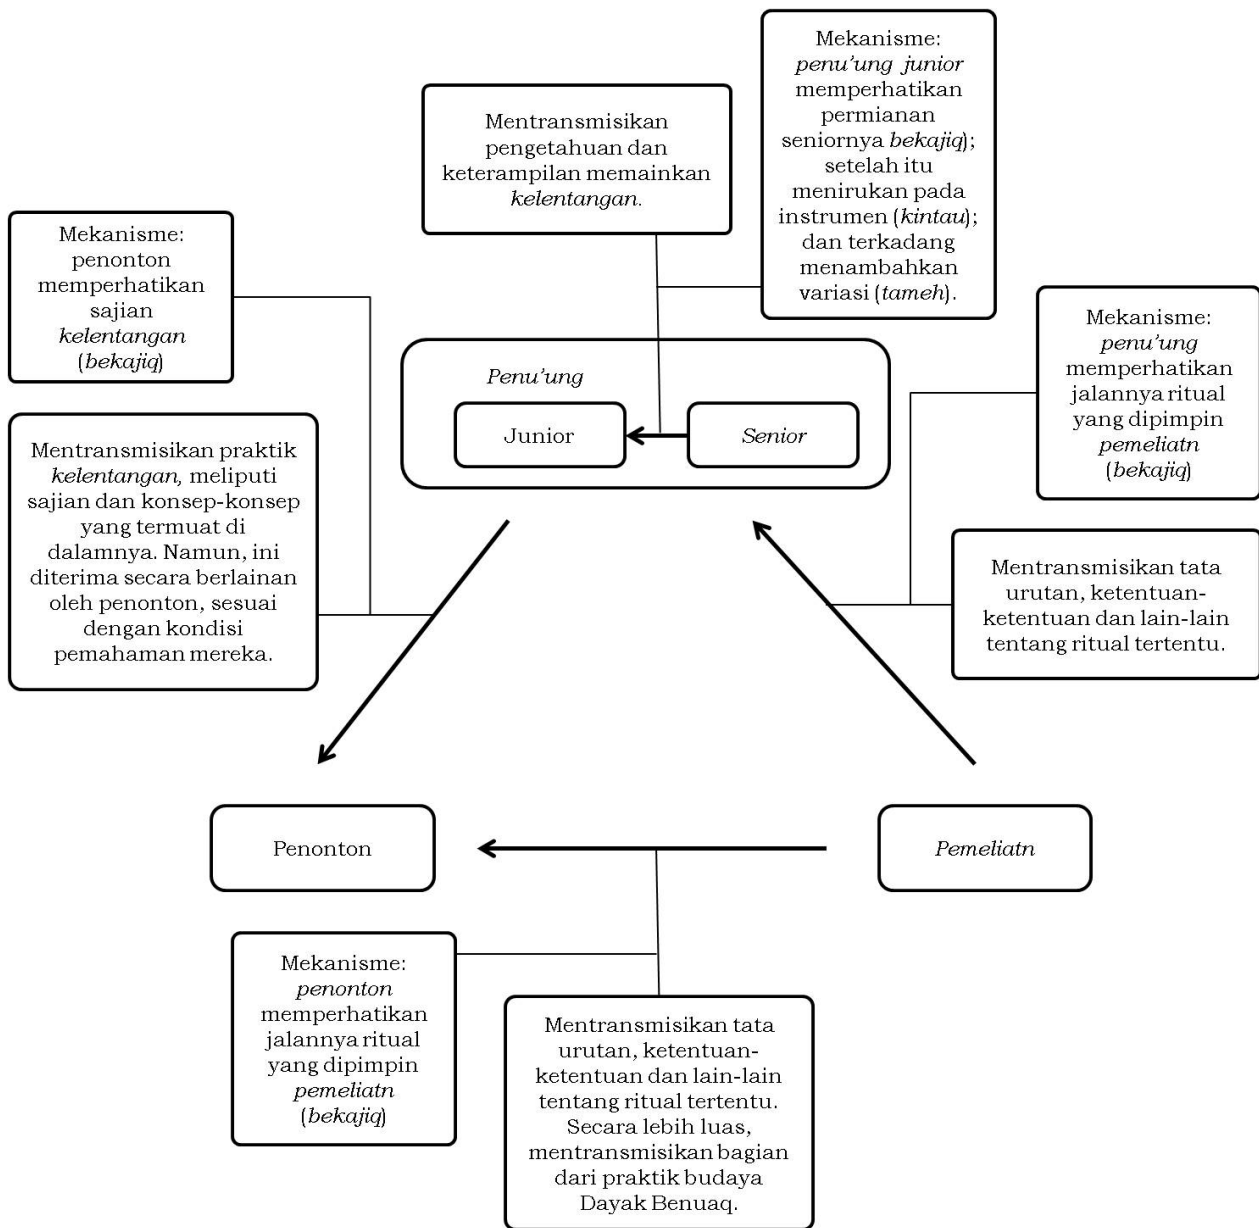 Mekanisme:
penu'ung junior
memperhatikan
permianan
seniornya bekajiq);
setelah itu
menirukan pada
instrumen (kintau);
dan terkadang
menambahkan
variasi (tameh).
Mentransmisikan
pengetahuan dan
keterampilan memainkan
kelentangan.
Mekanisme:
penonton
memperhatikan
sajian
kelentangan
(bekajiq)
Mekanisme:
penu'ung
memperhatikan
jalannya ritual
yang dipimpin
pemeliatn
(bekajiq)
Penu'ung
Junior
Senior
Mentransmisikan praktik
kelentangan, meliputi
sajian dan konsep-konsep
yang termuat di
dalamnya. Namun, ini
diterima secara berlainan
oleh penonton, sesuai
dengan kondisi
pemahaman mereka.
Mentransmisikan tata
urutan, ketentuan-
ketentuan dan lain-lain
tentang ritual tertentu.
Penonton
Pemeliatn
Mekanisme:
penonton
memperhatikan
jalannya ritual
yang dipimpin
pemeliatn
(bekajiq)
Mentransmisikan tata
urutan, ketentuan-
ketentuan dan lain-lain
tentang ritual tertentu.
Secara lebih luas,
mentransmisikan bagian
dari praktik budaya
Dayak Benuaq.